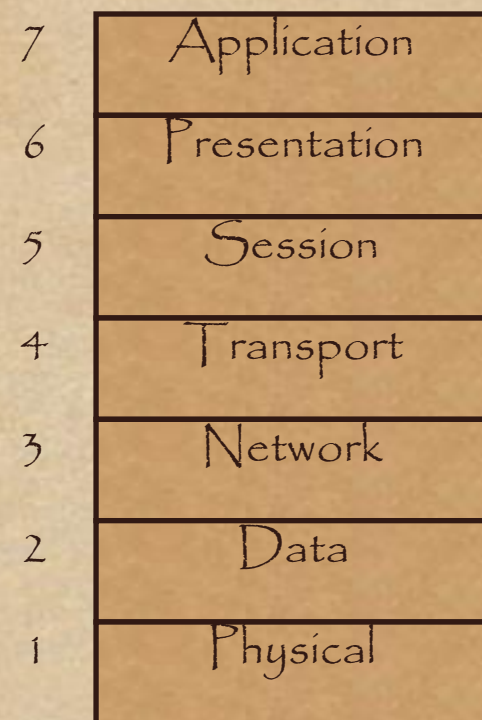 7 Application
6 Presentation
5 Session
4 Transport
3 Network
2 Data
1 Physical